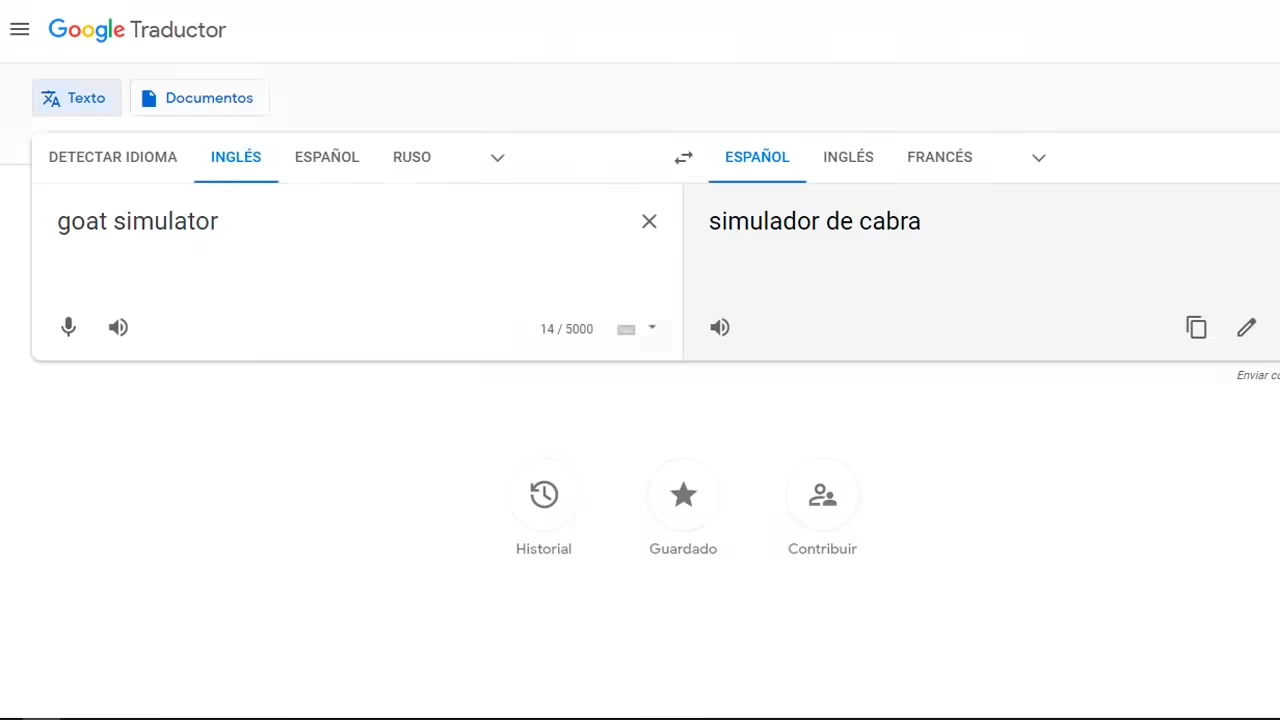 Google Traductor
Texto
Documentos
DETECTAR IDIOMA INGLÉS ESPAÑOL RUSO ESPAÑOL INGLÉS FRANCÉS
goat simulator
simulador de cabra
14 / 5000
Enviar
Historial Guardado Contribuir